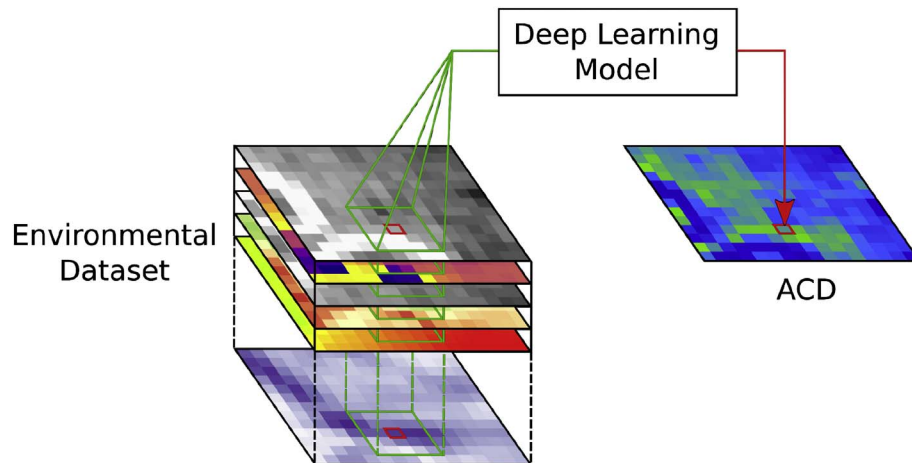 Deep Learning
Model
Environmental
Dataset
ACD